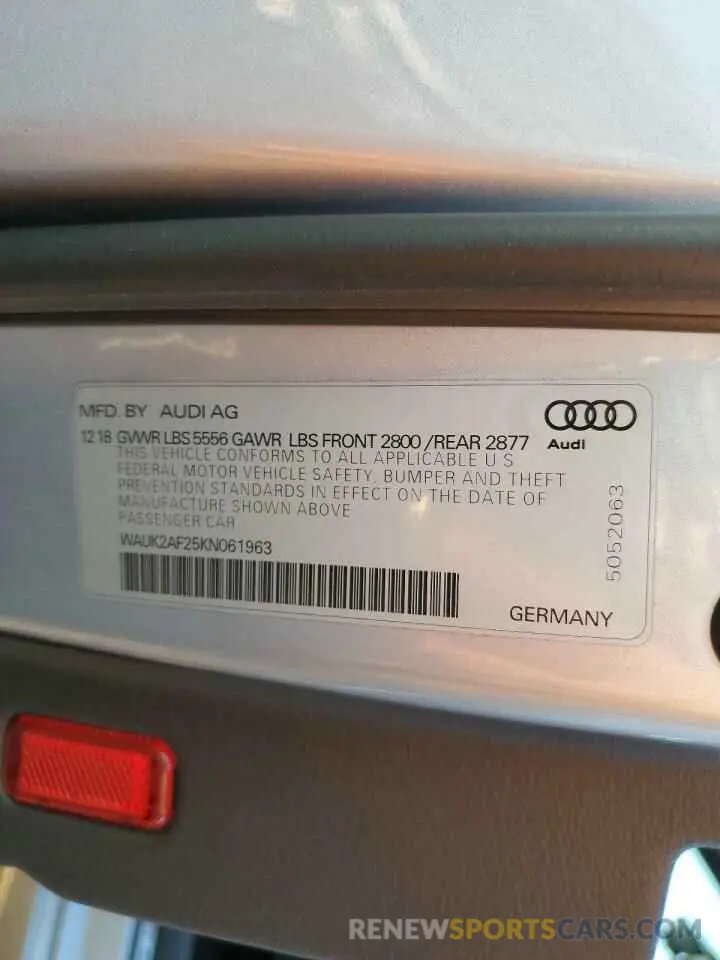 MFD. BY AUDI AG
Audi
12 18 GVWR LBS 5556 GAWR LBS FRONT 2800 /REAR 2877
THIS VEHICLE CONFORMS TO ALL APPLICABLE U S
FEDERAL MOTOR VEHICLE SAFETY, BUMPER AND THEFT
PREVENTION STANDARDS IN EFFECT ON THE DATE OF
MANUFACTURE SHOWN ABOVE
PASSENGER CAR
WAUK2AF25KN061963
5052063
GERMANY
RENEWSPORTSCARS.COM